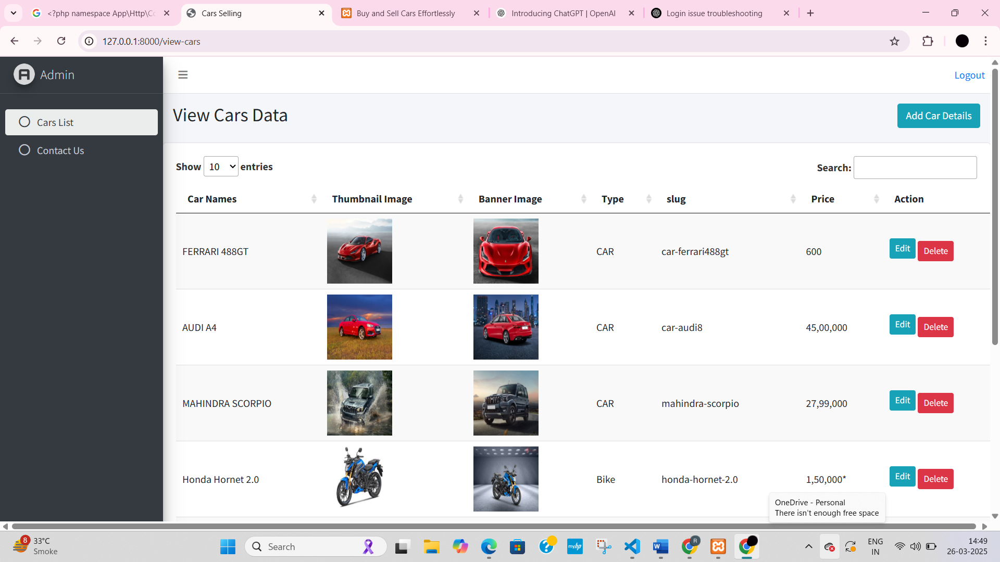 <?php namespace App\Http\Co
Cars Selling
Buy and Sell Cars Effortlessly
Introducing ChatGPT | OpenAI
Login issue troubleshooting
127.0.0.1:8000/view-cars
Admin
Logout
Cars List
Contact Us
View Cars Data
Add Car Details
Show 10 entries
Search:
Car Names Thumbnail Image Banner Image Type slug Price Action
FERRARI 488GT CAR car-ferrari488gt 600 Edit Delete
AUDI A4 CAR car-audi8 45,00,000 Edit Delete
MAHINDRA SCORPIO CAR mahindra-scorpio 27,99,000 Edit Delete
Honda Hornet 2.0 Bike honda-hornet-2.0 1,50,000* Edit Delete
OneDrive - Personal
There isn't enough free space
8
33°C
Smoke
Search
myhp
R
ENG
IN
14:49
26-03-2025